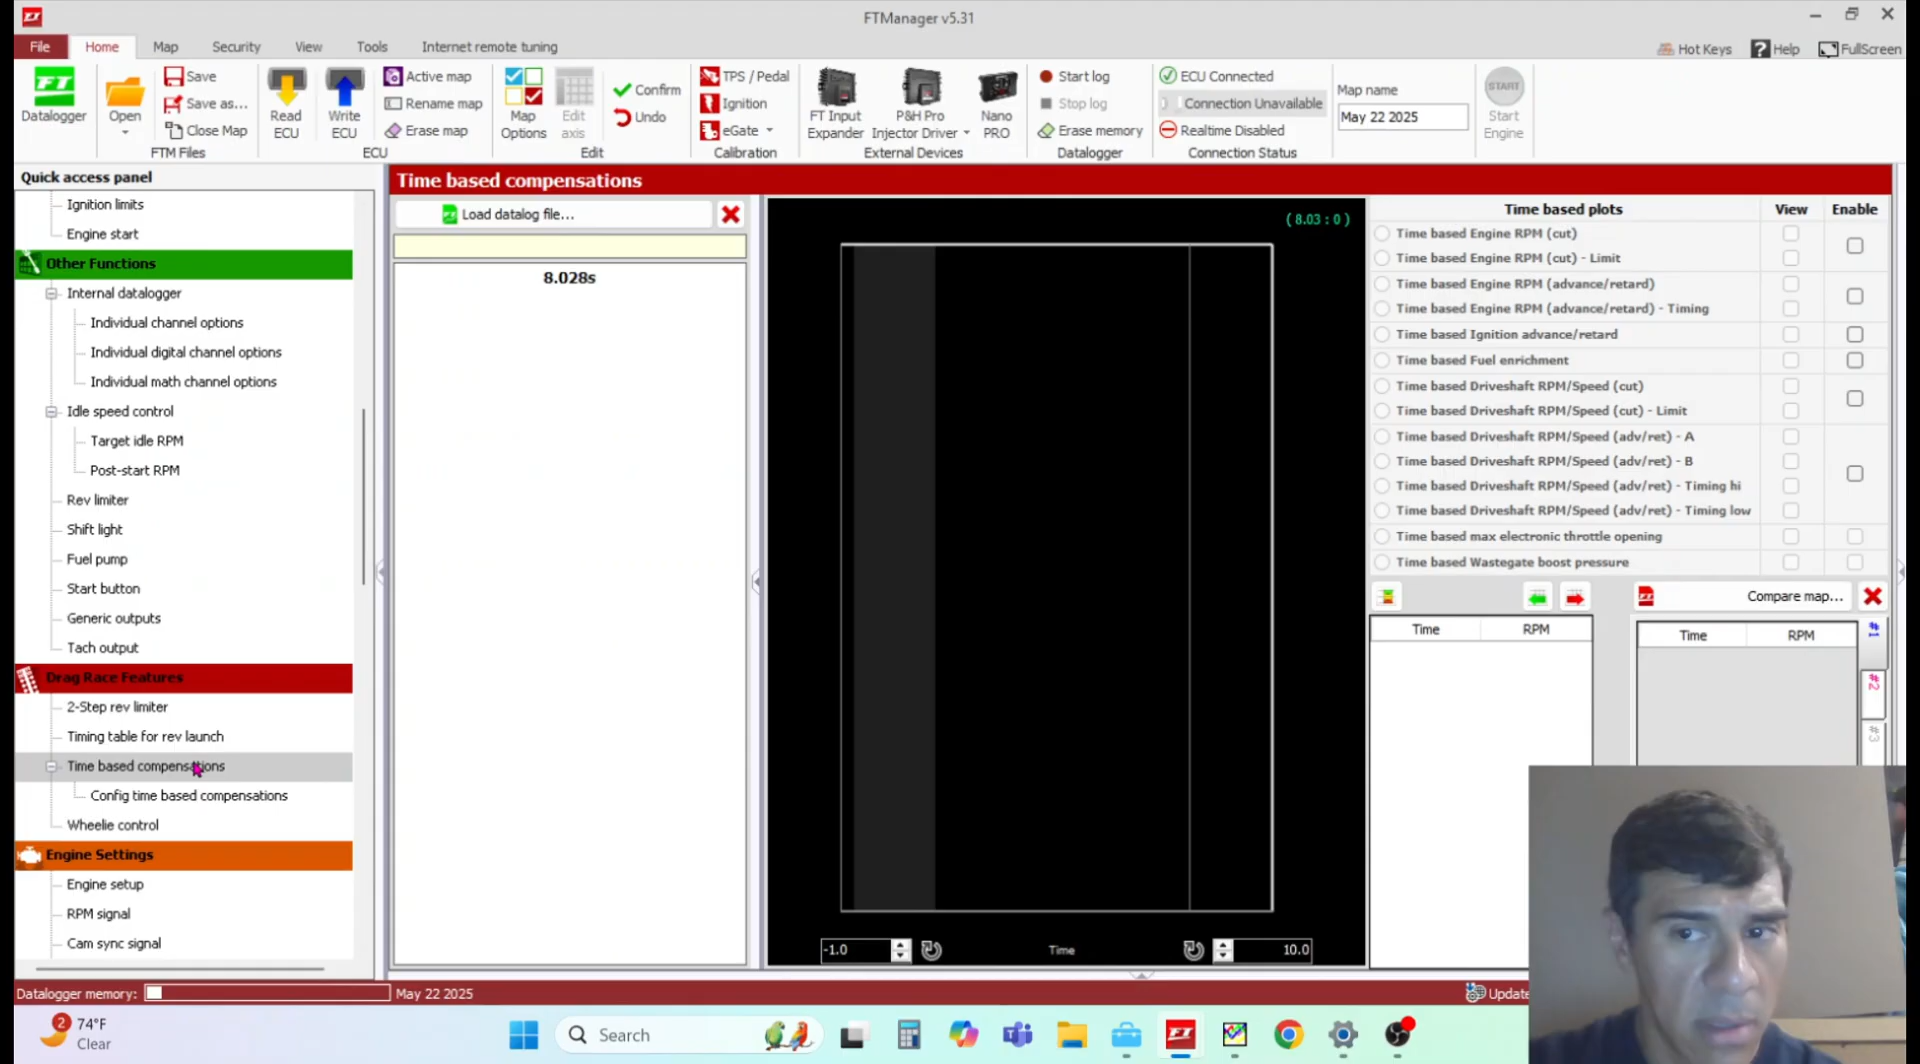 FTManager v5.31
File Home Map Security View Tools Internet remote tuning
Hot Keys Help FullScreen
Datalogger
Open
Save
Save as...
Close Map
FTM Files
Read ECU
Write ECU
Active map
Rename map
Erase map
ECU
Map Options
Edit axis
Confirm
Undo
Edit
TPS / Pedal
Ignition
eGate
Calibration
FT Input Expander
P&H Pro Injector Driver
Nano PRO
External Devices
Start log
Stop log
Erase memory
Datalogger
ECU Connected
Connection Unavailable
Realtime Disabled
Connection Status
Map name
May 22 2025
START
Start Engine
Quick access panel
Ignition limits
Engine start
Other Functions
Internal datalogger
Individual channel options
Individual digital channel options
Individual math channel options
Idle speed control
Target idle RPM
Post-start RPM
Rev limiter
Shift light
Fuel pump
Start button
Generic outputs
Tach output
Drag Race Features
2-Step rev limiter
Timing table for rev launch
Time based compensations
Config time based compensations
Wheelie control
Engine Settings
Engine setup
RPM signal
Cam sync signal
Time based compensations
Load datalog file...
8.028s
( 8.03 : 0 )
-1.0 Time 10.0
Time based plots View Enable
Time based Engine RPM (cut)
Time based Engine RPM (cut) - Limit
Time based Engine RPM (advance/retard)
Time based Engine RPM (advance/retard) - Timing
Time based Ignition advance/retard
Time based Fuel enrichment
Time based Driveshaft RPM/Speed (cut)
Time based Driveshaft RPM/Speed (cut) - Limit
Time based Driveshaft RPM/Speed (adv/ret) - A
Time based Driveshaft RPM/Speed (adv/ret) - B
Time based Driveshaft RPM/Speed (adv/ret) - Timing hi
Time based Driveshaft RPM/Speed (adv/ret) - Timing low
Time based max electronic throttle opening
Time based Wastegate boost pressure
Compare map...
Time RPM
Time RPM
#1
#2
#3
Datalogger memory:
May 22 2025
Update
2
74°F
Clear
Search
FT